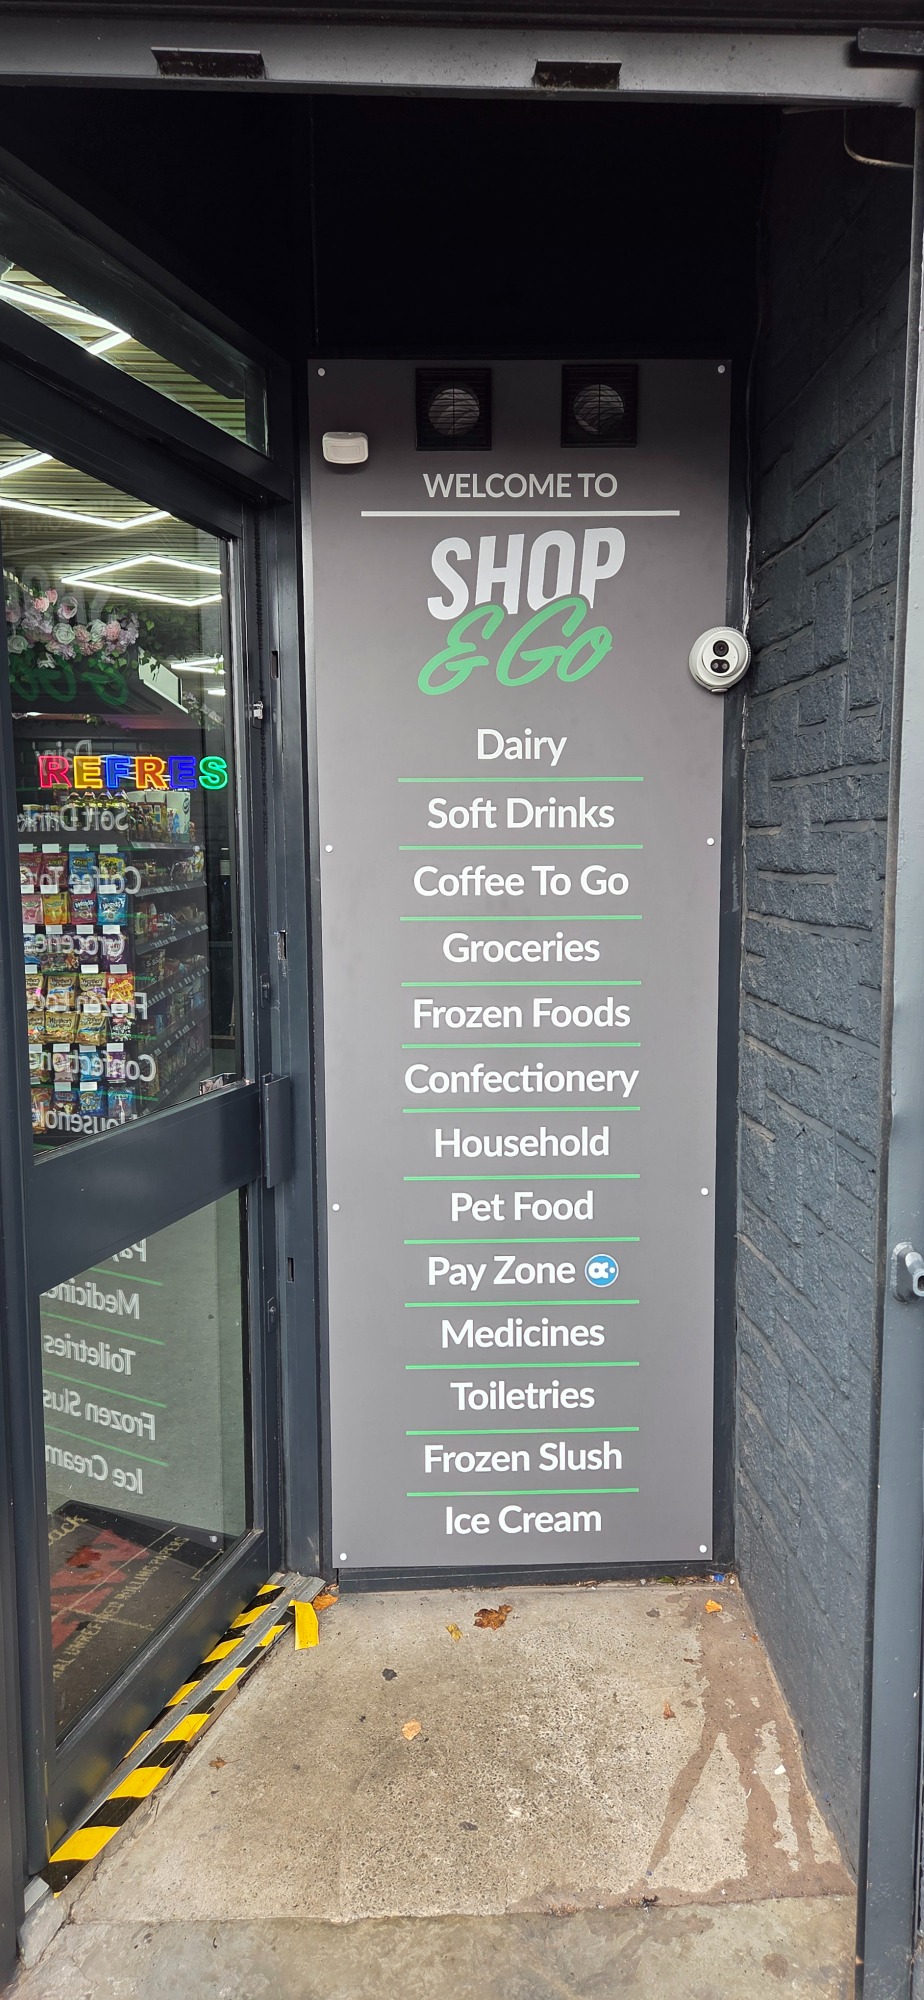 WELCOME TO
SHOP
& Go
Dairy
Soft Drinks
Coffee To Go
Groceries
Frozen Foods
Confectionery
Household
Pet Food
Pay Zone
Medicines
Toiletries
Frozen Slush
Ice Cream
REFRES